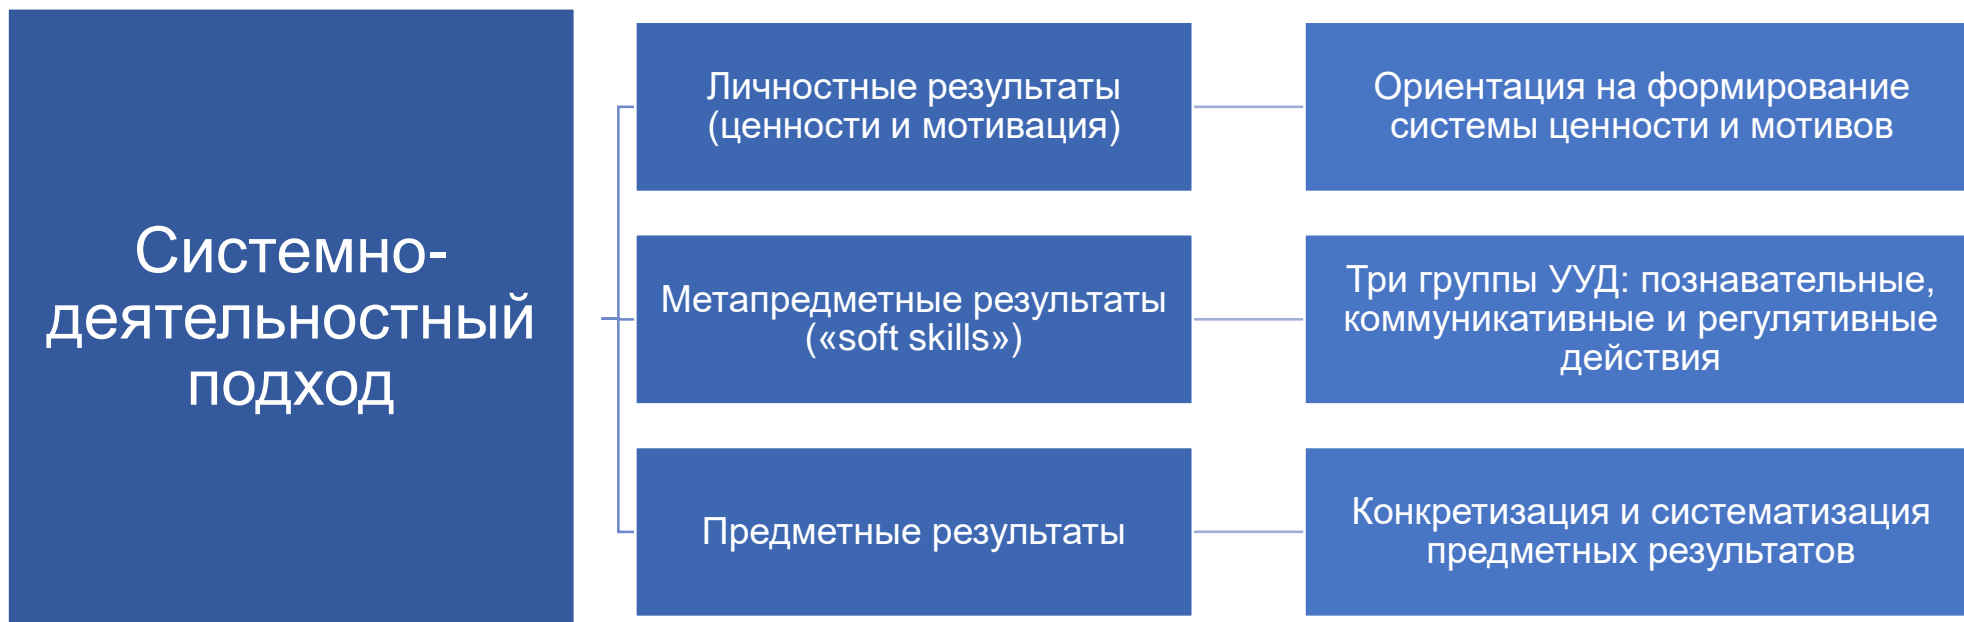 Системно-
деятельностный
подход
Личностные результаты
(ценности и мотивация)
Ориентация на формирование
системы ценности и мотивов
Метапредметные результаты
(«soft skills»)
Три группы УУД: познавательные,
коммуникативные и регулятивные
действия
Предметные результаты
Конкретизация и систематизация
предметных результатов